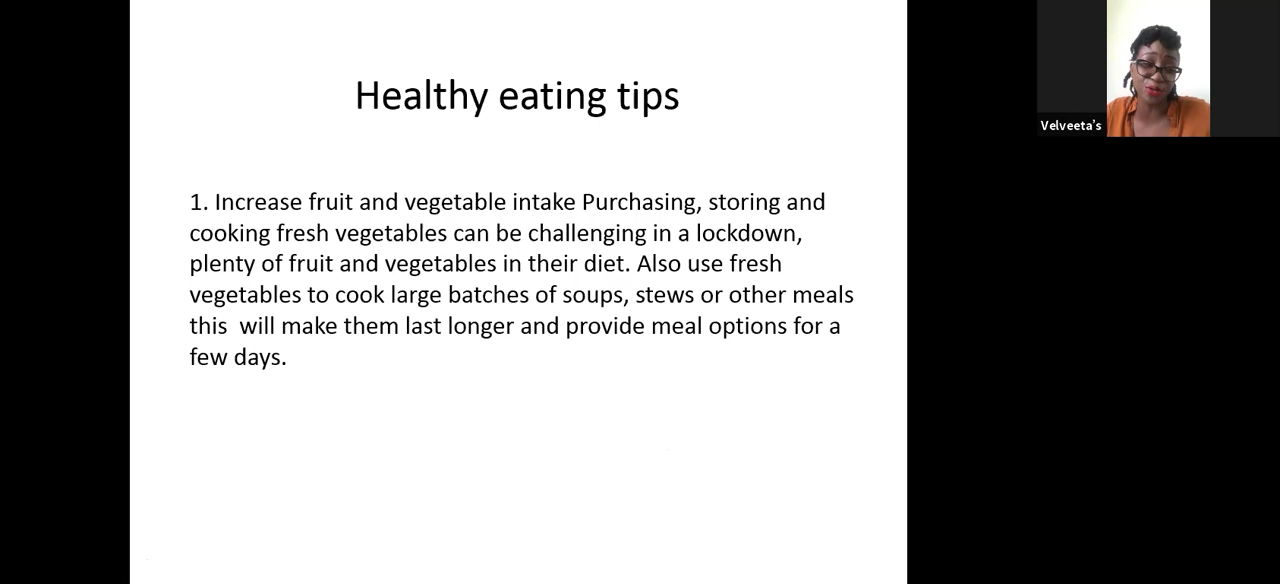 Healthy eating tips
1. Increase fruit and vegetable intake Purchasing, storing and
cooking fresh vegetables can be challenging in a lockdown,
plenty of fruit and vegetables in their diet. Also use fresh
vegetables to cook large batches of soups, stews or other meals
this  will make them last longer and provide meal options for a
few days.
Velveeta's